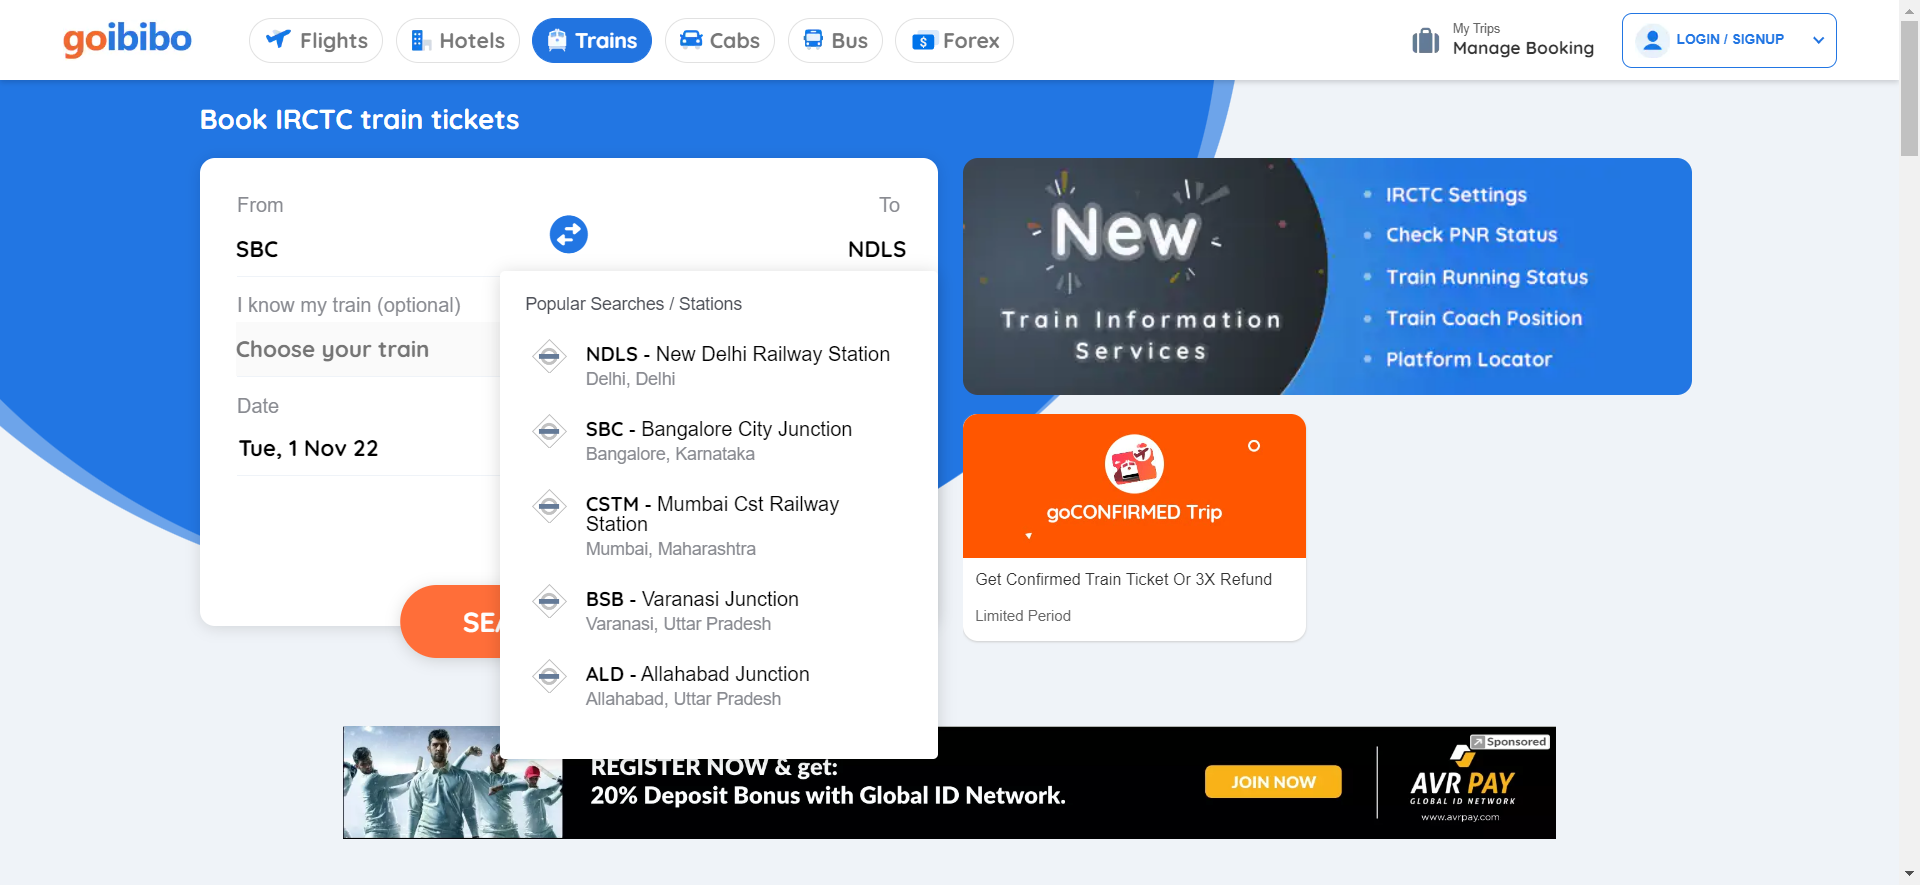 goibibo
Flights
Hotels
Trains
Cabs
Bus
Forex
My Trips
Manage Booking
LOGIN / SIGNUP
Book IRCTC train tickets
From
To
SBC
NDLS
I know my train (optional)
Choose your train
Date
Tue, 1 Nov 22
Popular Searches / Stations
NDLS - New Delhi Railway Station
Delhi, Delhi
SBC - Bangalore City Junction
Bangalore, Karnataka
CSTM - Mumbai Cst Railway
Station
Mumbai, Maharashtra
BSB - Varanasi Junction
Varanasi, Uttar Pradesh
ALD - Allahabad Junction
Allahabad, Uttar Pradesh
New
Train Information
Services
• IRCTC Settings
• Check PNR Status
• Train Running Status
• Train Coach Position
• Platform Locator
goCONFIRMED Trip
Get Confirmed Train Ticket Or 3X Refund
Limited Period
REGISTER NOW & get:
20% Deposit Bonus with Global ID Network.
JOIN NOW
Sponsored
AVR PAY
GLOBAL ID NETWORK
www.avrpay.com